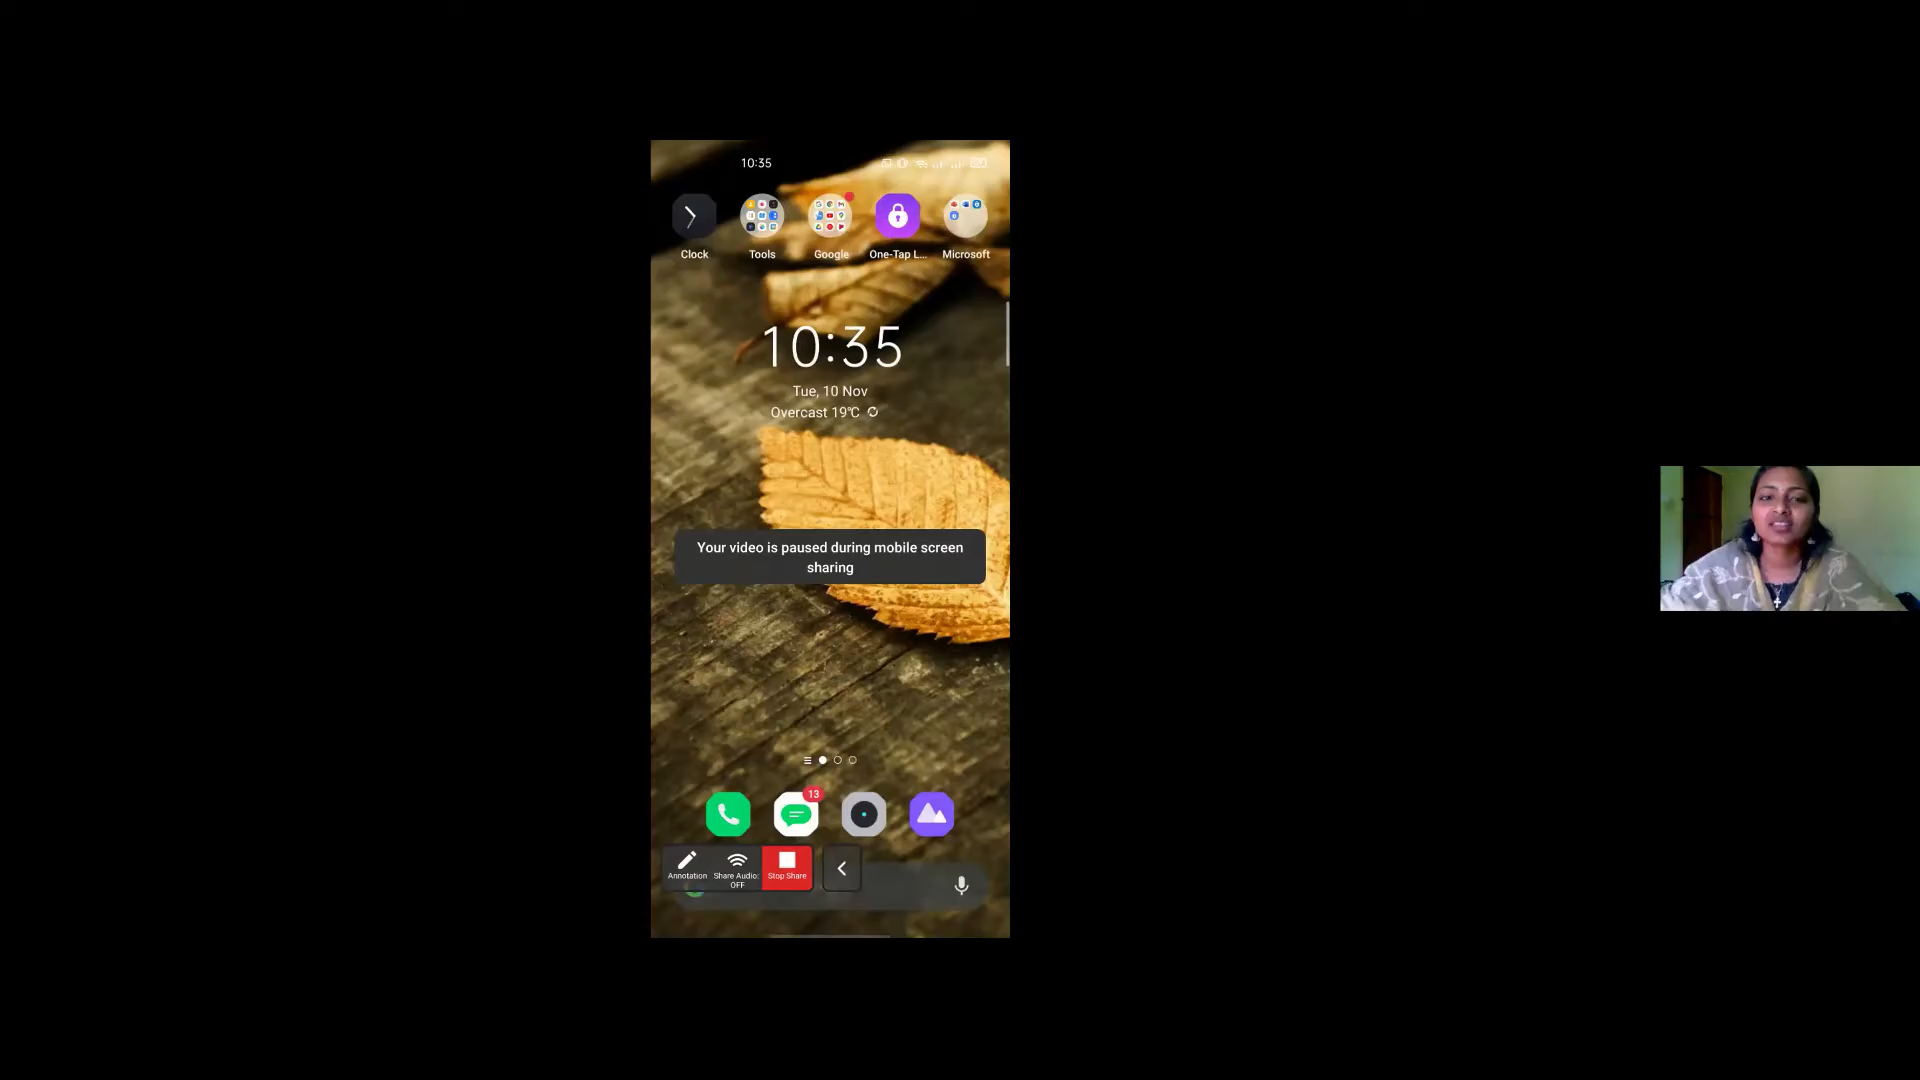 10:35
Clock
Tools
Google
One-Tap L...
Microsoft
10:35
Tue, 10 Nov
Overcast 19°C
Your video is paused during mobile screen
sharing
13
Annotation
Share Audio:
OFF
Stop Share